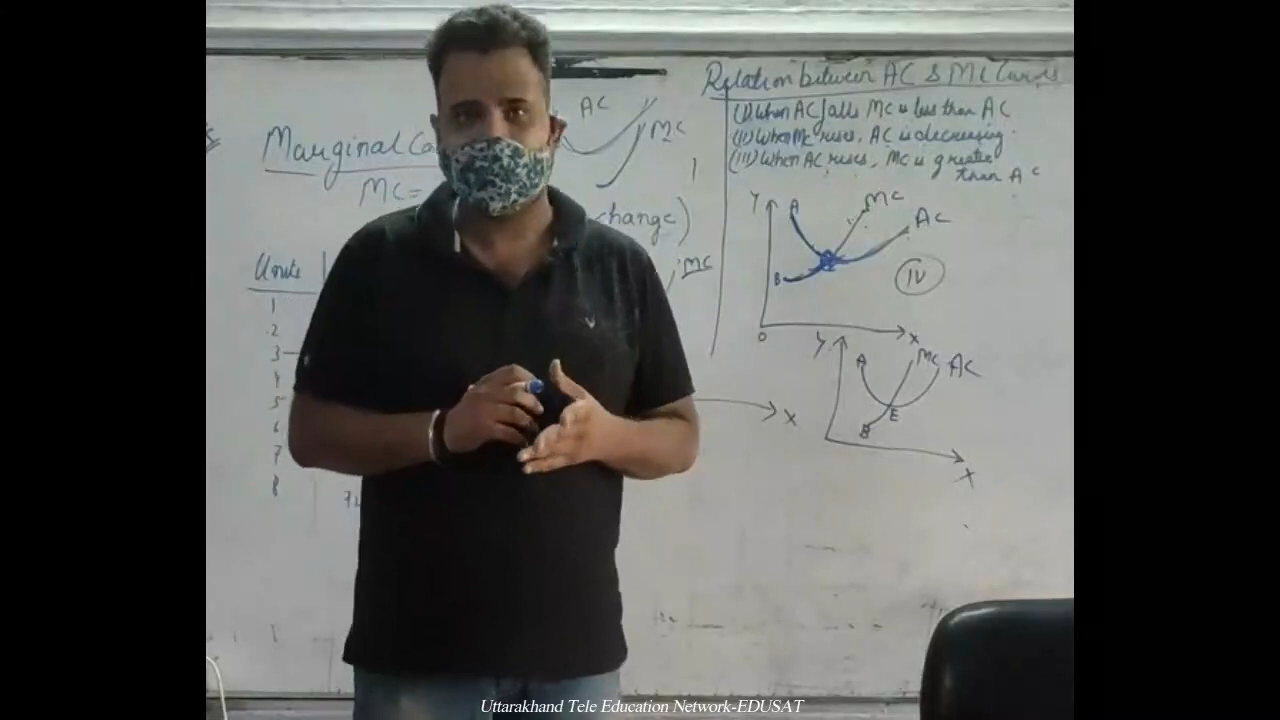 Marginal Co
MC=
change)
Units
1
2
3
4
5
6
7
8
AC
MC
MC
X
Relation between AC & MC Curves
(i) When AC falls MC is less than AC
(ii) When MC rises, AC is decreasing.
(iii) When AC rises, MC is greater
than AC
Y
A
MC
AC
B
IV
O
X
Y
A
MC
AC
E
B
X
Uttarakhand Tele Education Network-EDUSAT